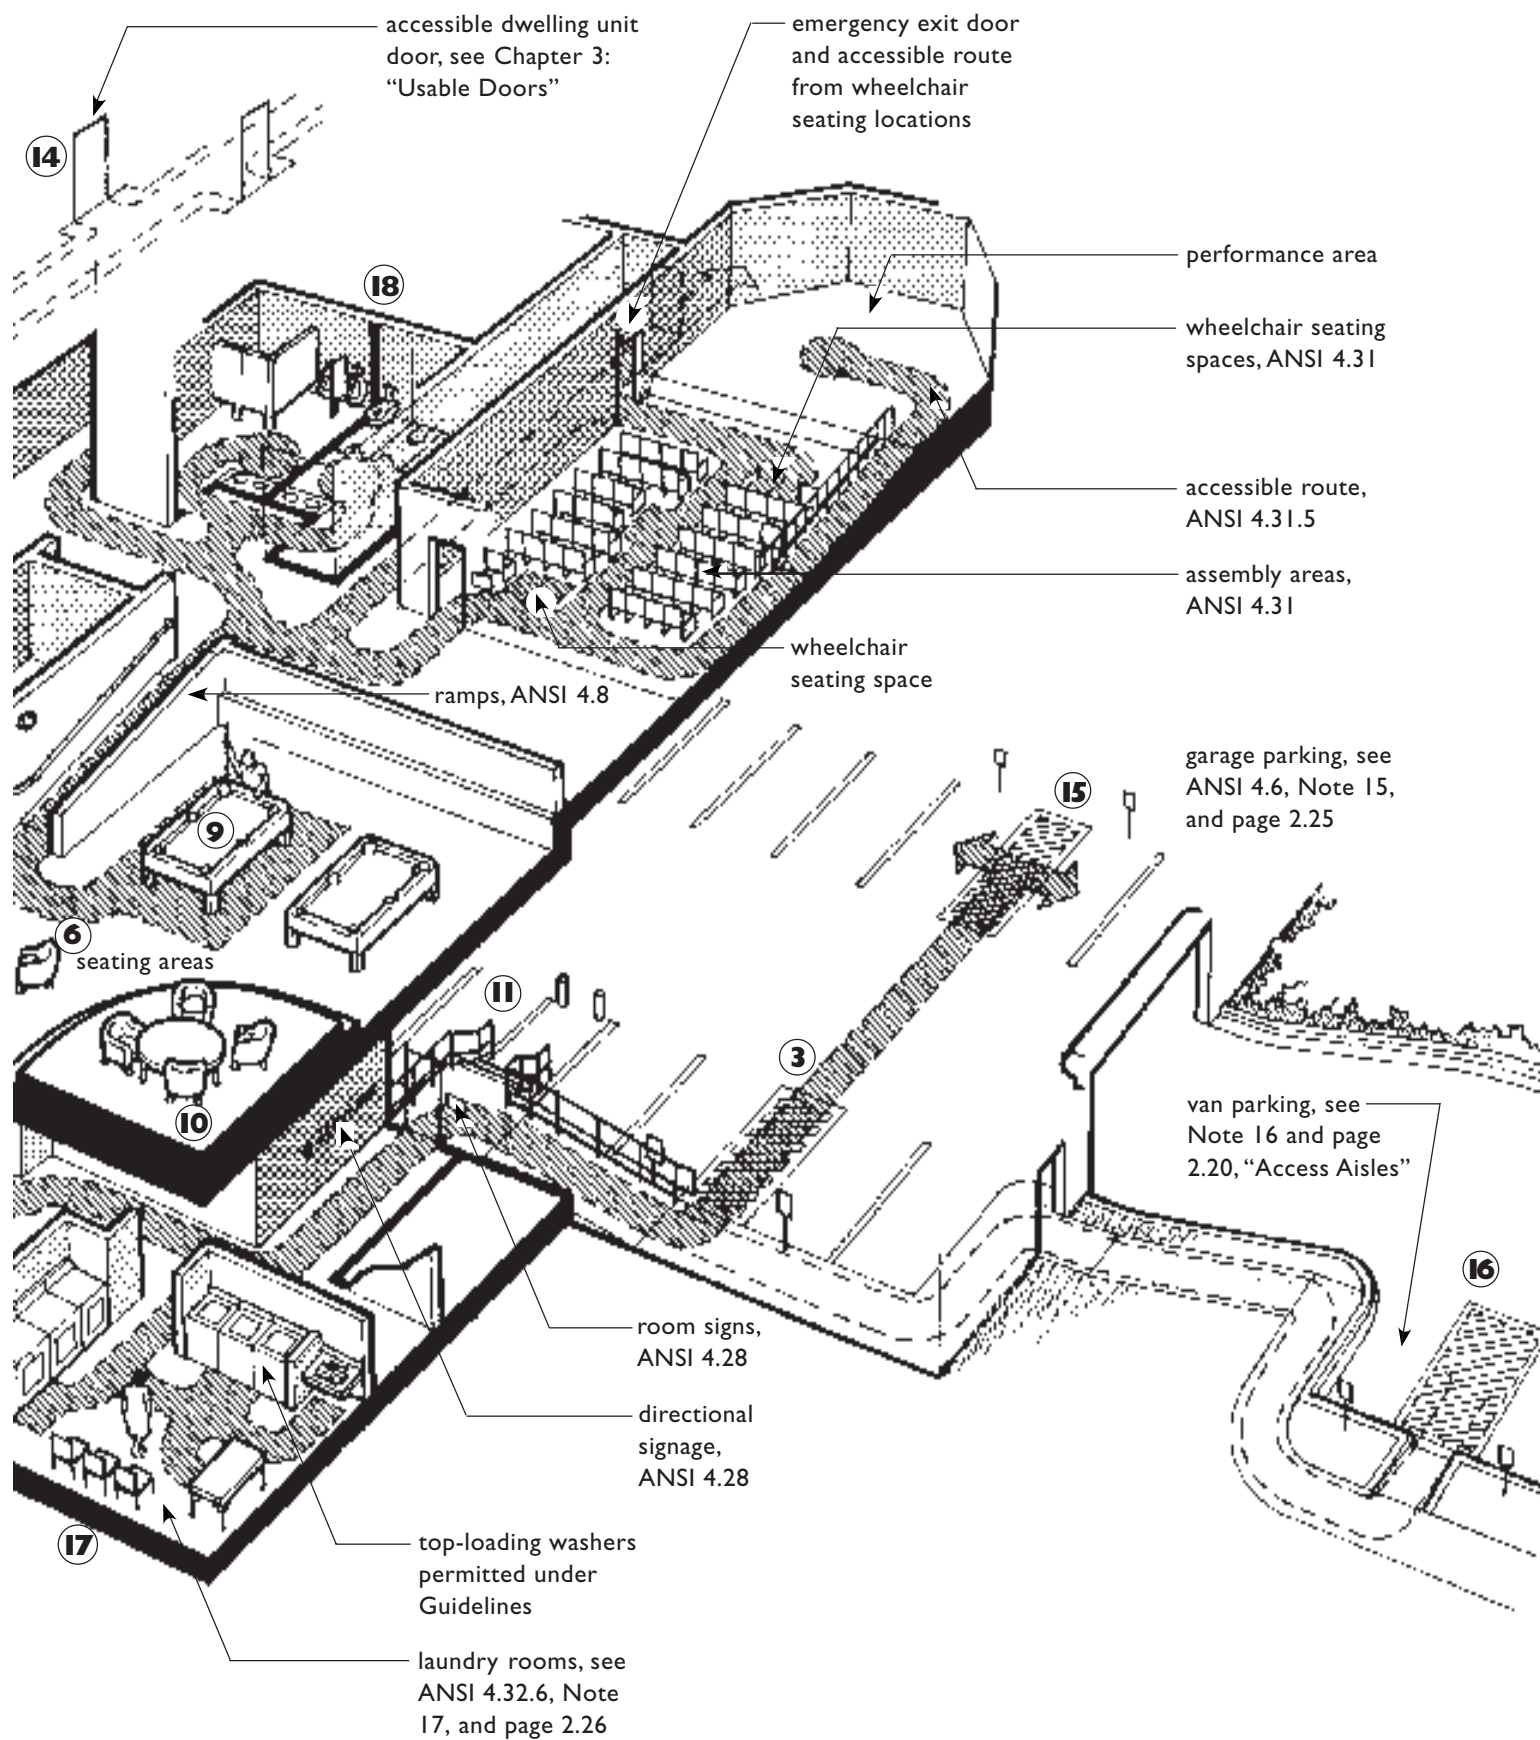 accessible dwelling unit
door, see Chapter 3:
“Usable Doors”
emergency exit door
and accessible route
from wheelchair
seating locations
14
18
performance area
wheelchair seating
spaces, ANSI 4.31
accessible route,
ANSI 4.31.5
assembly areas,
ANSI 4.31
wheelchair
seating space
ramps, ANSI 4.8
garage parking, see
ANSI 4.6, Note 15,
and page 2.25
15
9
6
seating areas
11
3
10
van parking, see
Note 16 and page
2.20, “Access Aisles”
16
room signs,
ANSI 4.28
directional
signage,
ANSI 4.28
17
top-loading washers
permitted under
Guidelines
laundry rooms, see
ANSI 4.32.6, Note
17, and page 2.26